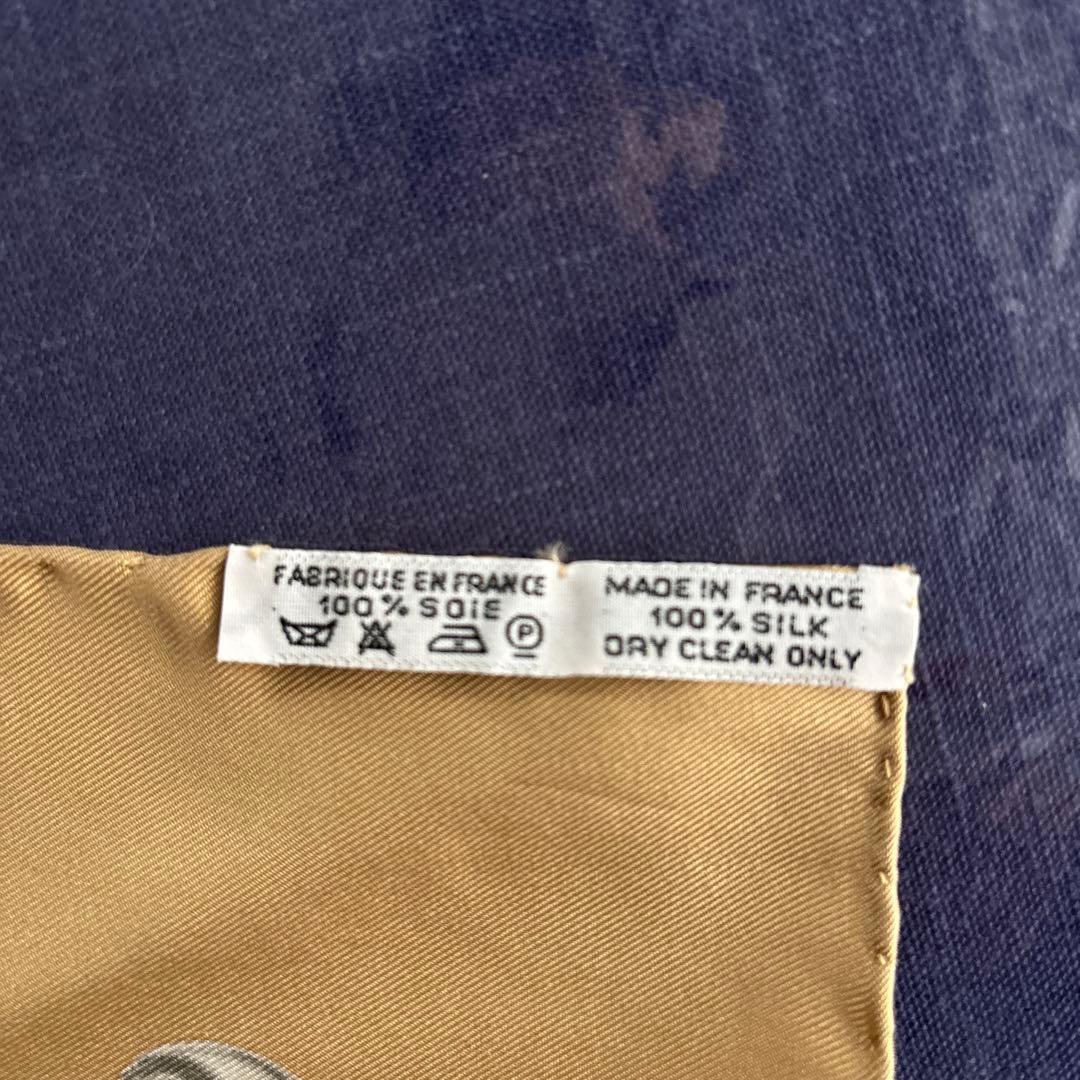 FABRIQUE EN FRANCE
100% SOIE
P
MADE IN FRANCE
100% SILK
DRY CLEAN ONLY